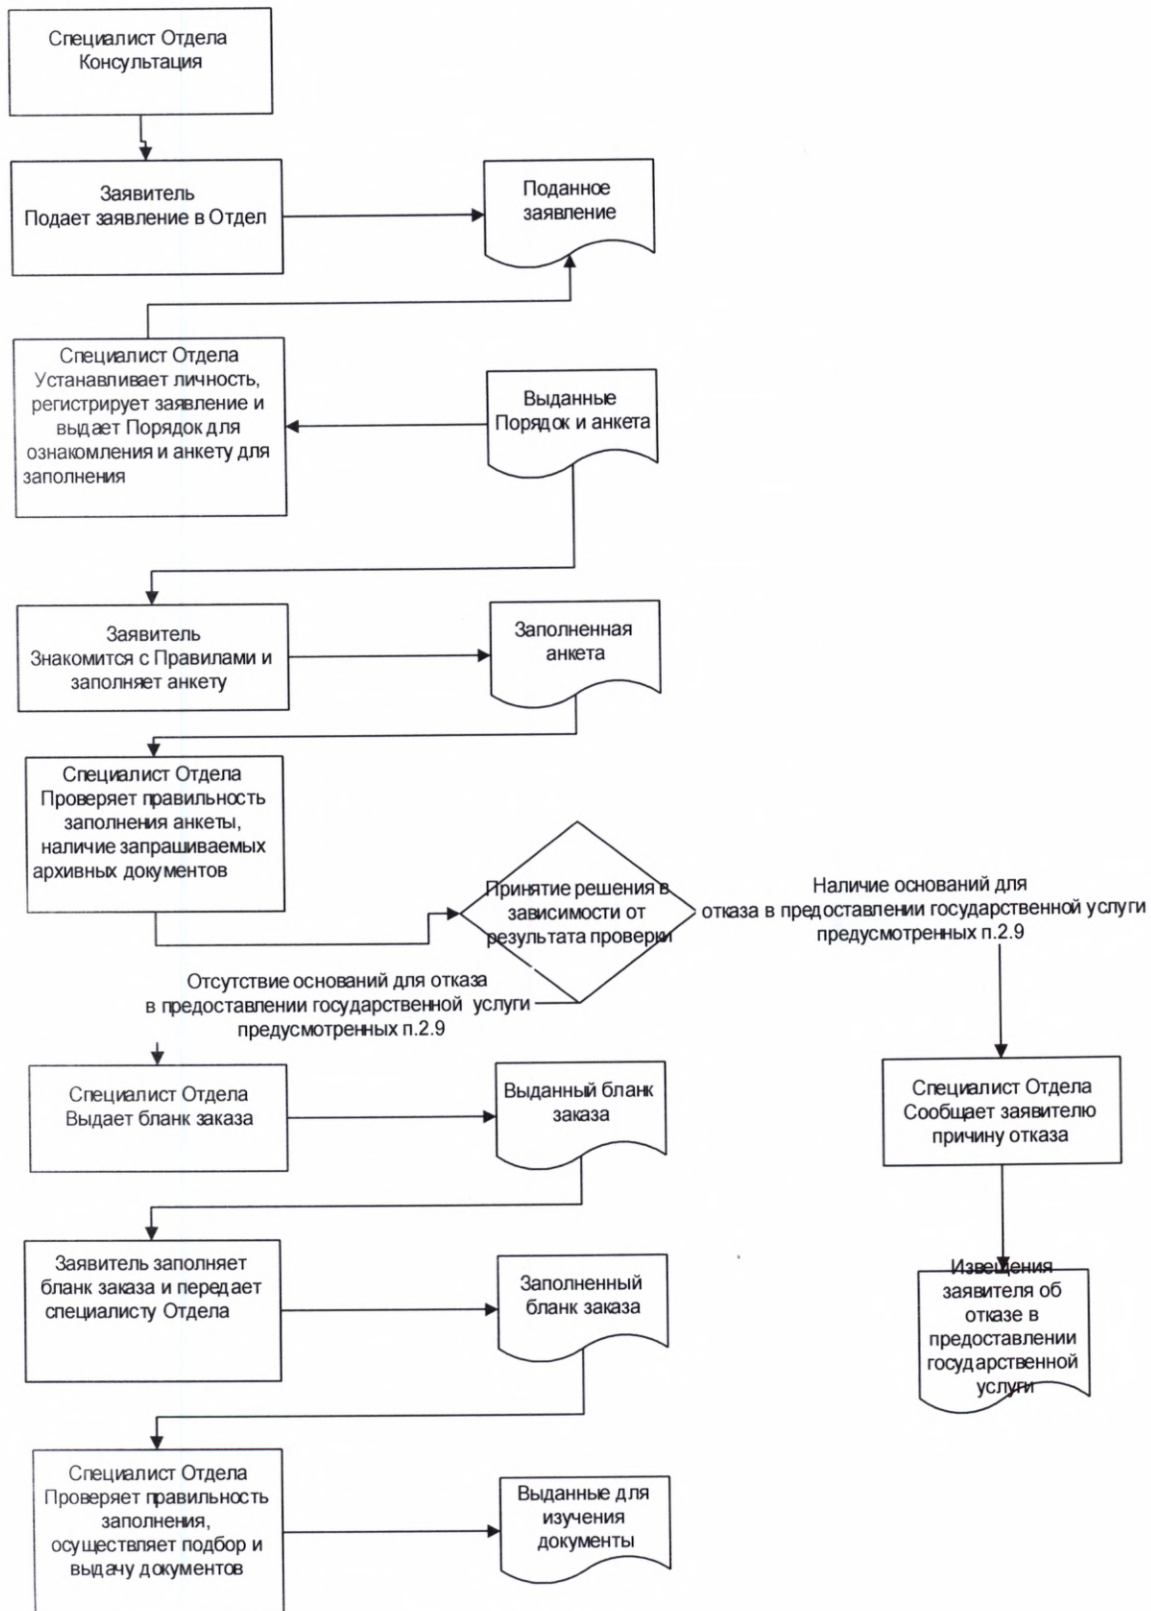 Специалист Отдела
Консультация
Заявитель
Подает заявление в Отдел
Поданное
заявление
Специалист Отдела
Устанавливает личность,
регистрирует заявление и
выдает Порядок для
ознакомления и анкету для
заполнения
Выданные
Порядок и анкета
Заявитель
Знакомится с Правилами и
заполняет анкету
Заполненная
анкета
Специалист Отдела
Проверяет правильность
заполнения анкеты,
наличие запрашиваемых
архивных документов
Принятие решения в
зависимости от
результата проверки
Наличие оснований для
отказа в предоставлении государственной услуги
предусмотренных п.2.9
Отсутствие оснований для отказа
в предоставлении государственной услуги
предусмотренных п.2.9
Специалист Отдела
Выдает бланк заказа
Выданный бланк
заказа
Специалист Отдела
Сообщает заявителю
причину отказа
Заявитель заполняет
бланк заказа и передает
специалисту Отдела
Заполненный
бланк заказа
Извещения
заявителя об
отказе в
предоставлении
государственной
услуги
Специалист Отдела
Проверяет правильность
заполнения,
осуществляет подбор и
выдачу документов
Выданные для
изучения
документы